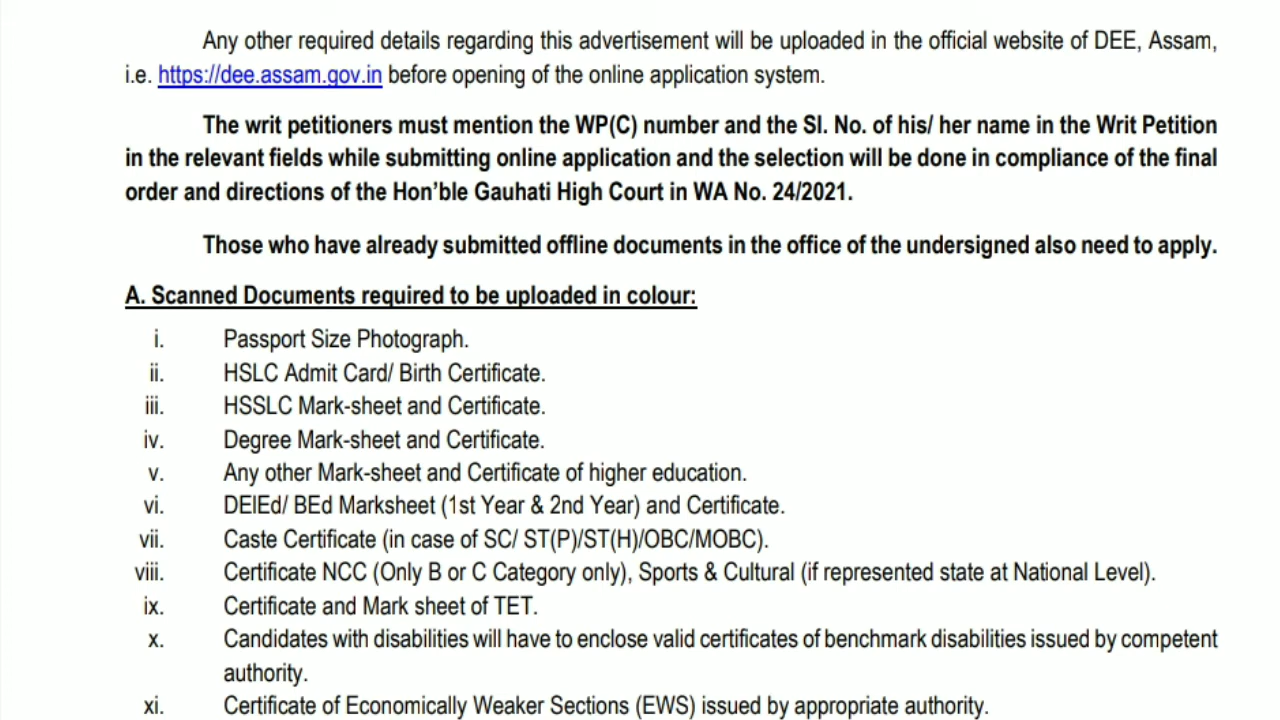 Any other required details regarding this advertisement will be uploaded in the official website of DEE, Assam,
i.e. https://dee.assam.gov.in before opening of the online application system.
The writ petitioners must mention the WP(C) number and the Sl. No. of his/ her name in the Writ Petition
in the relevant fields while submitting online application and the selection will be done in compliance of the final
order and directions of the Hon’ble Gauhati High Court in WA No. 24/2021.
Those who have already submitted offline documents in the office of the undersigned also need to apply.
A. Scanned Documents required to be uploaded in colour:
i. Passport Size Photograph.
ii. HSLC Admit Card/ Birth Certificate.
iii. HSSLC Mark-sheet and Certificate.
iv. Degree Mark-sheet and Certificate.
v. Any other Mark-sheet and Certificate of higher education.
vi. DElEd/ BEd Marksheet (1st Year & 2nd Year) and Certificate.
vii. Caste Certificate (in case of SC/ ST(P)/ST(H)/OBC/MOBC).
viii. Certificate NCC (Only B or C Category only), Sports & Cultural (if represented state at National Level).
ix. Certificate and Mark sheet of TET.
x. Candidates with disabilities will have to enclose valid certificates of benchmark disabilities issued by competent
authority.
xi. Certificate of Economically Weaker Sections (EWS) issued by appropriate authority.